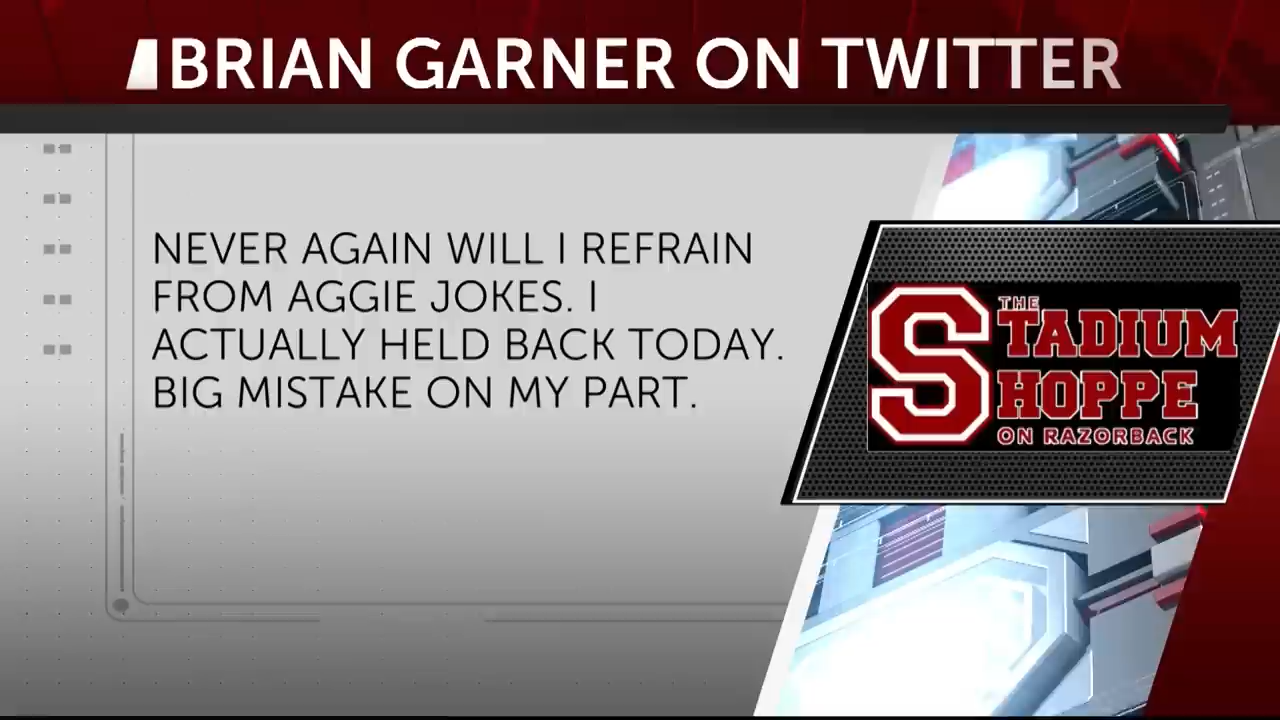 BRIAN GARNER ON TWITTER
NEVER AGAIN WILL I REFRAIN
FROM AGGIE JOKES. I
ACTUALLY HELD BACK TODAY.
BIG MISTAKE ON MY PART.
THE
STADIUM
SHOPPE
ON RAZORBACK